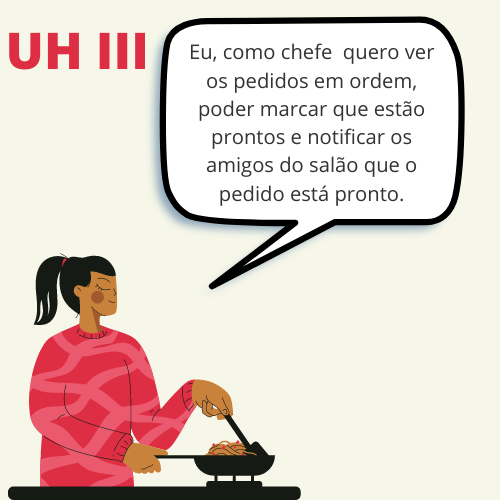 UH III
Eu, como chefe  quero ver
os pedidos em ordem,
poder marcar que estão
prontos e notificar os
amigos do salão que o
pedido está pronto.